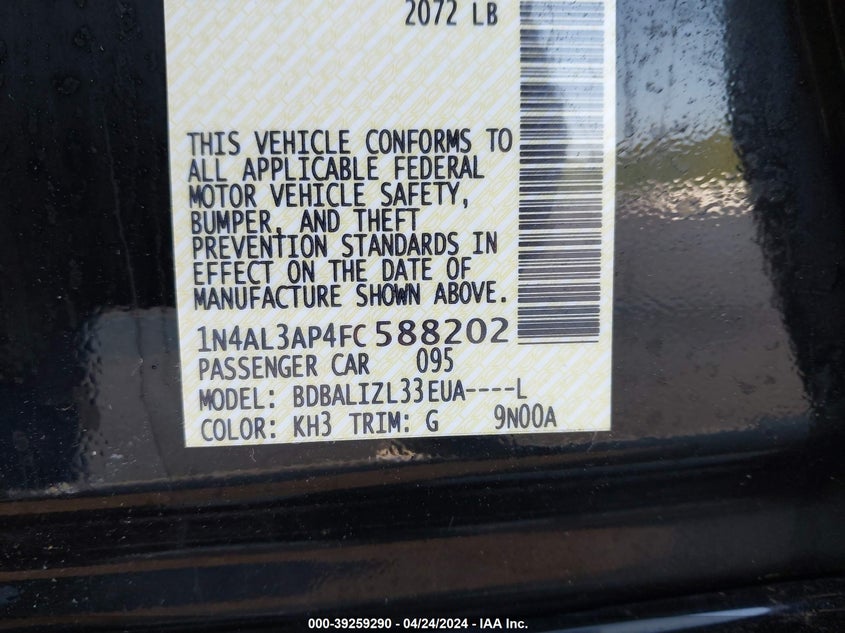 2072 LB
THIS VEHICLE CONFORMS TO
ALL APPLICABLE FEDERAL
MOTOR VEHICLE SAFETY,
BUMPER, AND THEFT
PREVENTION STANDARDS IN
EFFECT ON THE DATE OF
MANUFACTURE SHOWN ABOVE.
1N4AL3AP4FC 588202
PASSENGER CAR 095
MODEL: BDBALIZL33EUA----L
COLOR: KH3 TRIM: G 9N00A
000-39259290 - 04/24/2024 - IAA Inc.